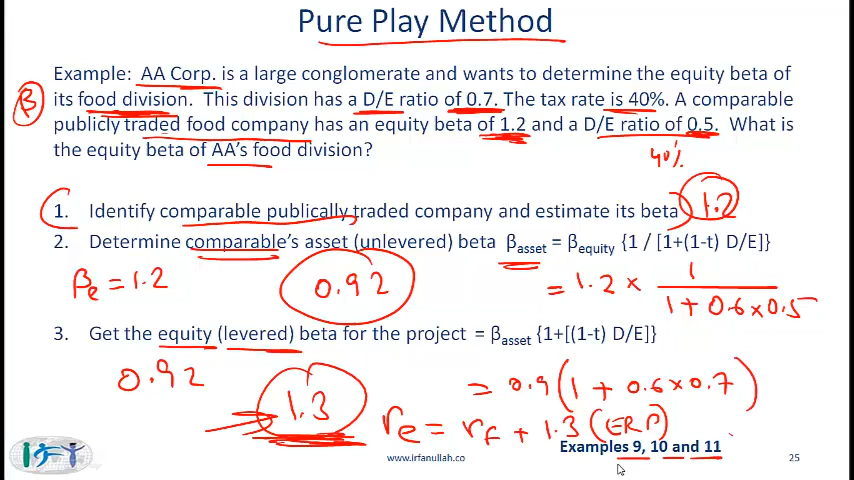 Pure Play Method
Example: AA Corp. is a large conglomerate and wants to determine the equity beta of
its food division. This division has a D/E ratio of 0.7. The tax rate is 40%. A comparable
publicly traded food company has an equity beta of 1.2 and a D/E ratio of 0.5. What is
the equity beta of AA's food division?
β
40%
1. Identify comparable publically traded company and estimate its beta 1.2
2. Determine comparable's asset (unlevered) beta βasset = βequity {1 / [1+(1-t) D/E]}
βe = 1.2
0.92
= 1.2 × 1 / 1 + 0.6 × 0.5
3. Get the equity (levered) beta for the project = βasset {1+[(1-t) D/E]}
0.92
= 0.9 (1 + 0.6 × 0.7)
1.3
re = rf + 1.3 (ERP)
Examples 9, 10 and 11
www.irfanullah.co
25